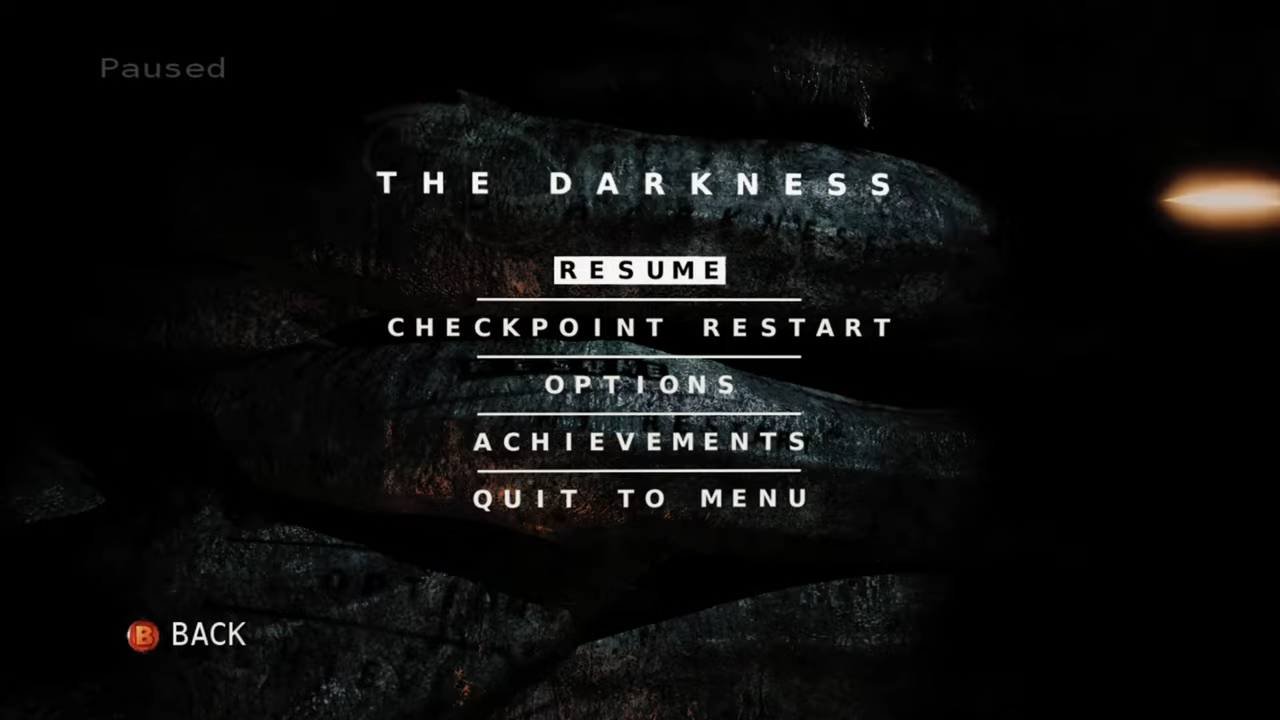 Paused
THE DARKNESS
RESUME
CHECKPOINT RESTART
OPTIONS
ACHIEVEMENTS
QUIT TO MENU
B BACK